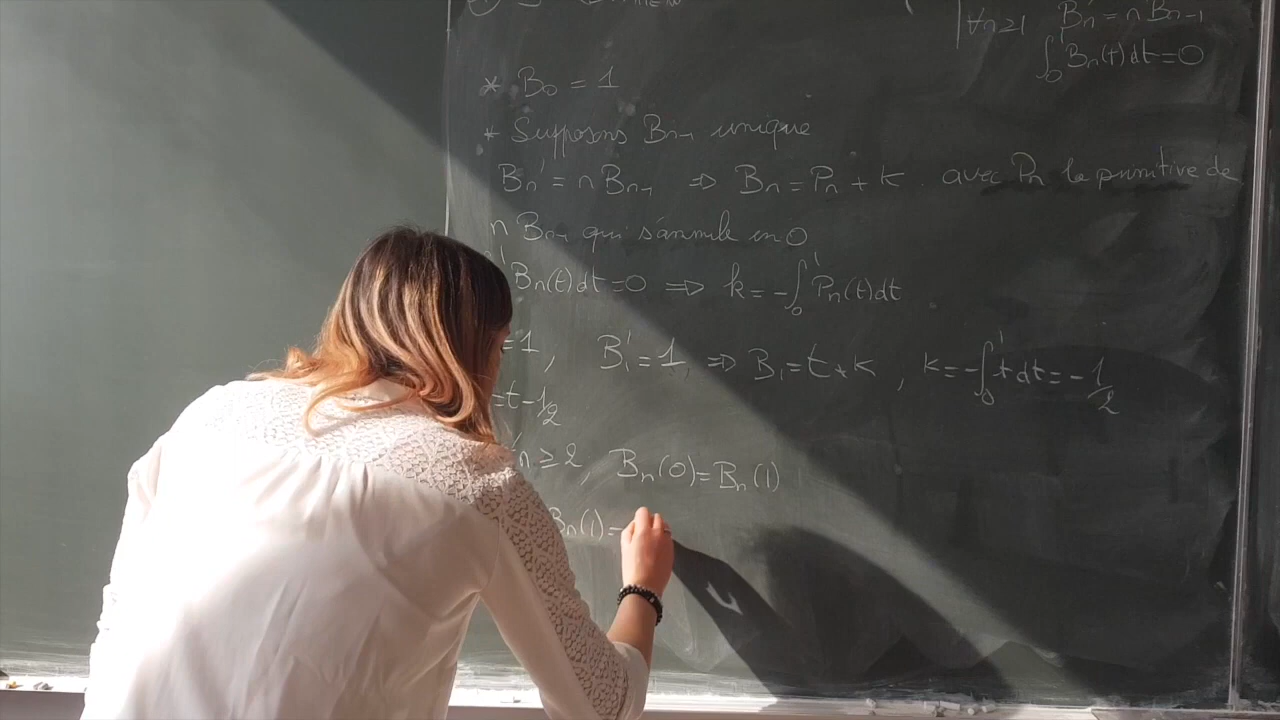 ∀n≥1 B'n = nBn-1
∫₀¹ Bn(t)dt=0
* B₀ = 1
* Supposons Bn-1 unique
Bn' = n Bn-1 ⇒ Bn = Pn + k . avec Pn la primitive de
n Bn-1 qui s'annule en 0
¹ Bn(t)dt=0 ⇒ k = -∫₀¹ Pn(t)dt
=1, B₁'=1, ⇒ B₁=t+k, k=-∫₀¹ t dt=-1/2
=t-1/2
n ≥ 2, Bn(0)=Bn(1)
Bn(1)-